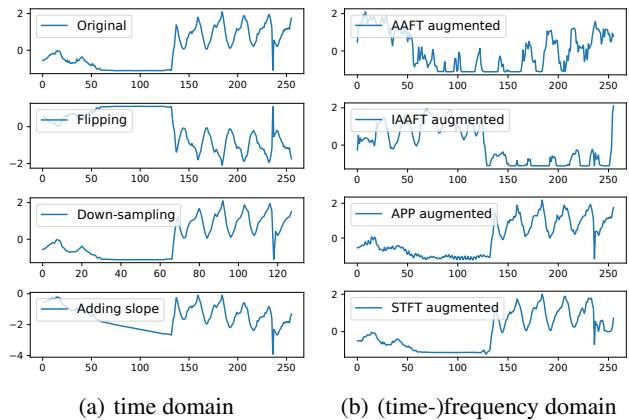 Original
2
0
0 50 100 150 200 250
Flipping
0
−2
0 50 100 150 200 250
Down-sampling
2
0
0 20 40 60 80 100 120
Adding slope
0
−2
−4
0 50 100 150 200 250
(a) time domain
AAFT augmented
2
0
0 50 100 150 200 250
IAAFT augmented
2
0
0 50 100 150 200 250
APP augmented
2
0
0 50 100 150 200 250
STFT augmented
2
0
0 50 100 150 200 250
(b) (time-)frequency domain